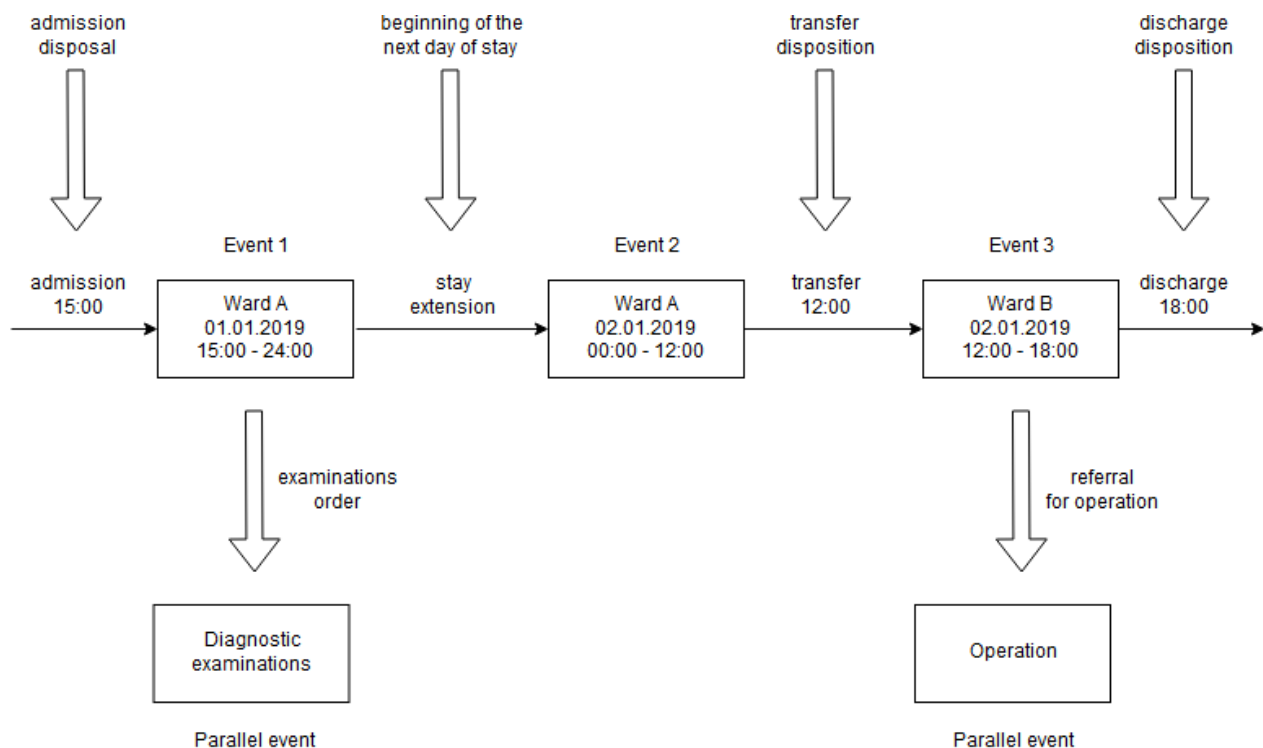 admission
disposal
beginning of the
next day of stay
transfer
disposition
discharge
disposition
Event 1
Event 2
Event 3
admission
15:00
Ward A
01.01.2019
15:00 - 24:00
stay
extension
Ward A
02.01.2019
00:00 - 12:00
transfer
12:00
Ward B
02.01.2019
12:00 - 18:00
discharge
18:00
examinations
order
referral
for operation
Diagnostic
examinations
Operation
Parallel event
Parallel event